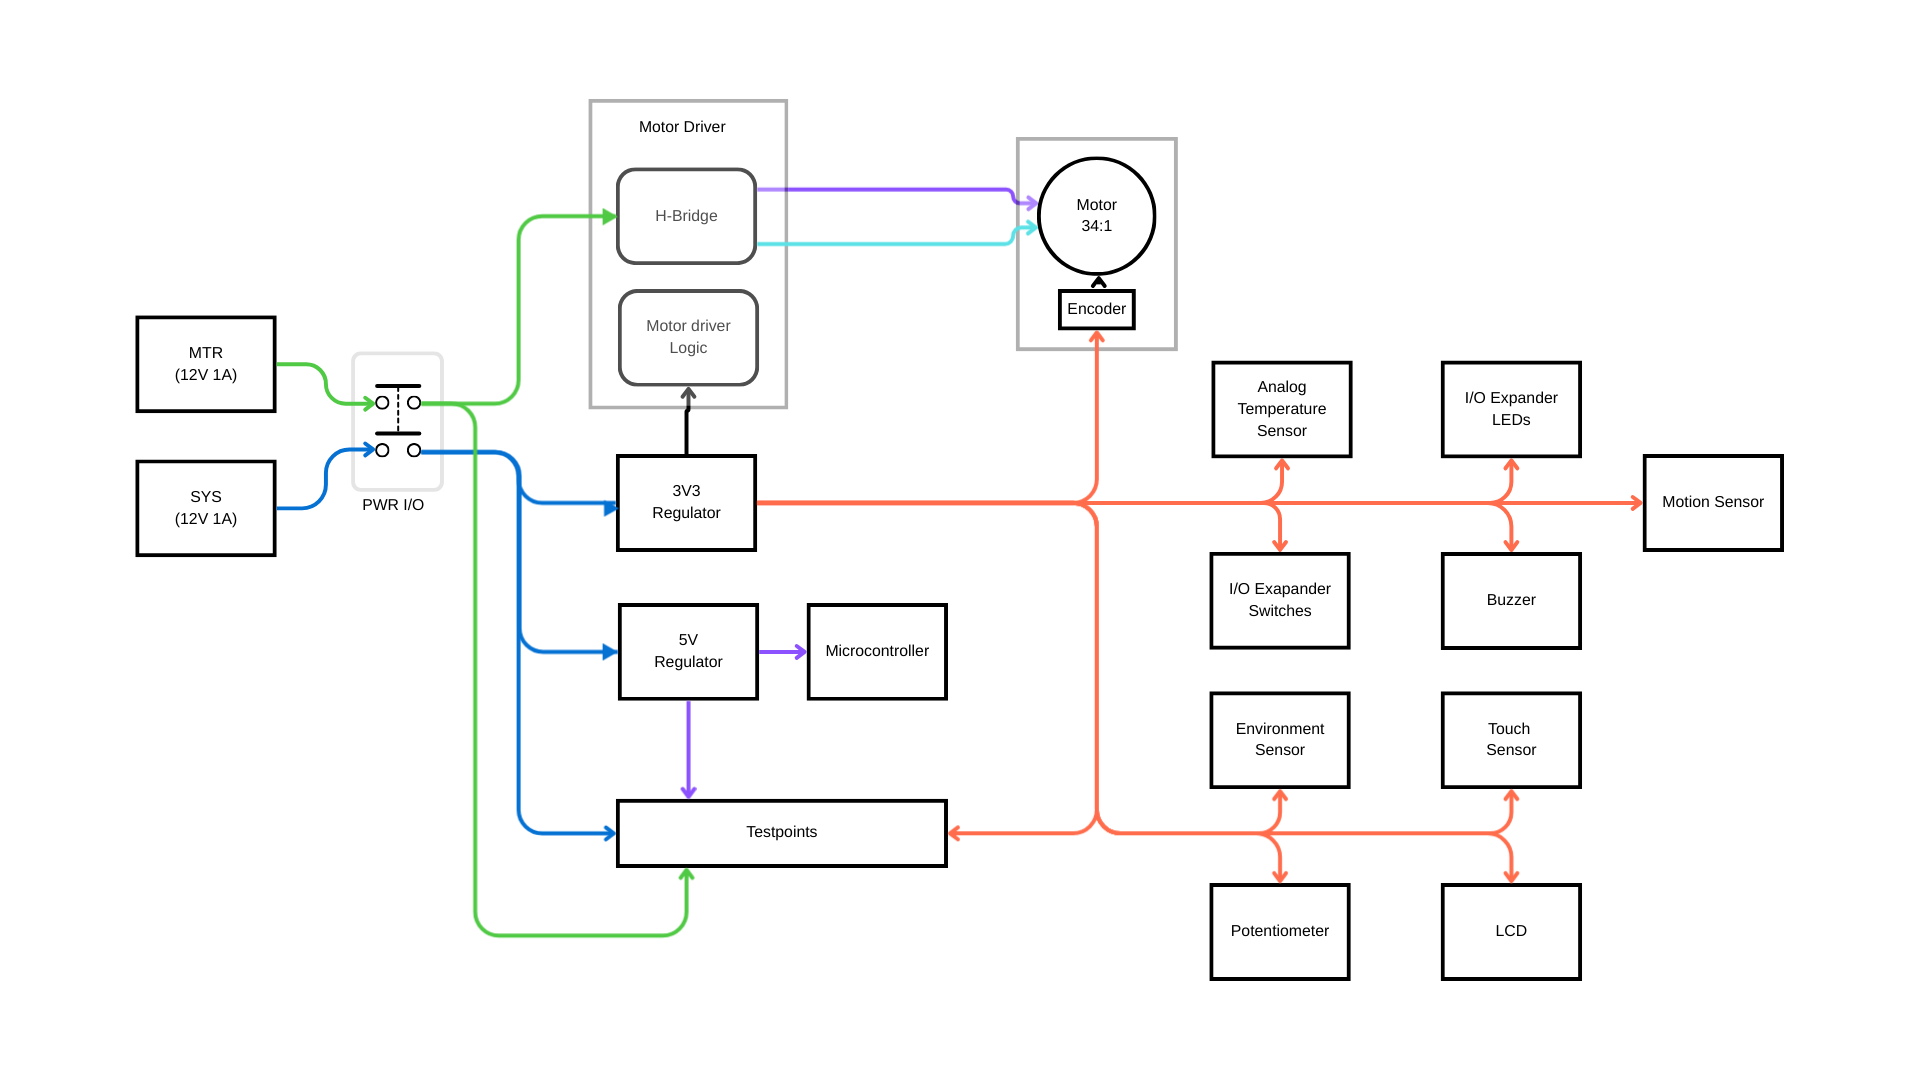 Motor Driver
H-Bridge
Motor driver
Logic
Motor
34:1
Encoder
MTR
(12V 1A)
SYS
(12V 1A)
PWR I/O
3V3
Regulator
5V
Regulator
Microcontroller
Testpoints
Analog
Temperature
Sensor
I/O Expander
LEDs
Motion Sensor
I/O Exapander
Switches
Buzzer
Environment
Sensor
Touch
Sensor
Potentiometer
LCD